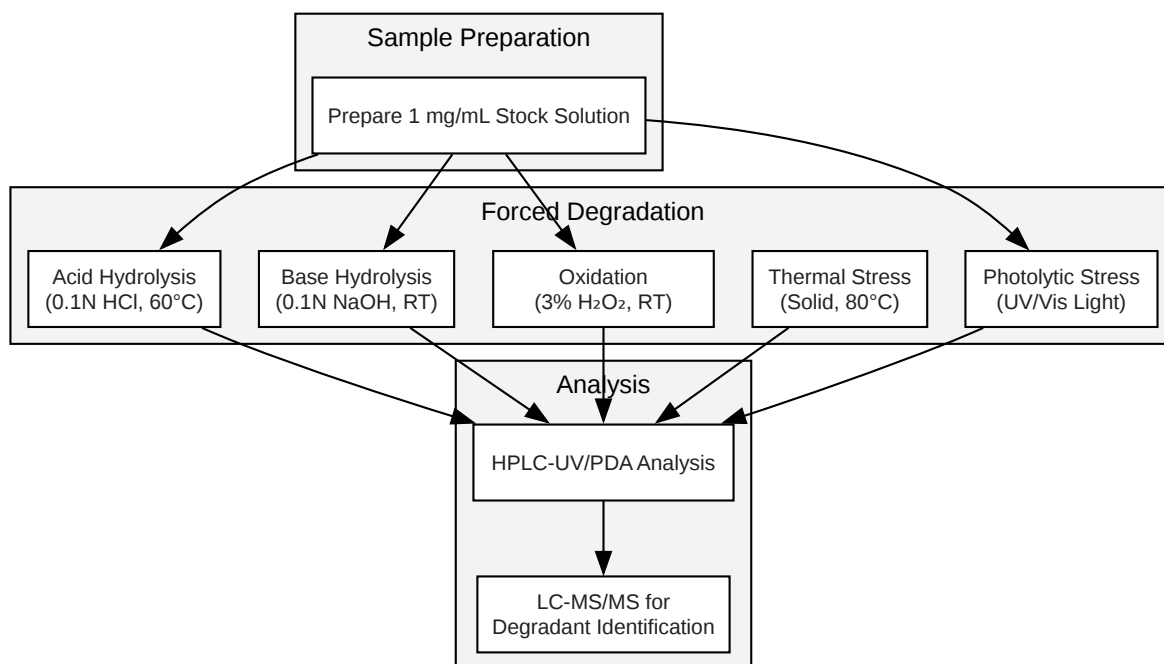 Sample Preparation
Prepare 1 mg/mL Stock Solution
Forced Degradation
Acid Hydrolysis
(0.1N HCl, 60°C)
Base Hydrolysis
(0.1N NaOH, RT)
Oxidation
(3% H₂O₂, RT)
Thermal Stress
(Solid, 80°C)
Photolytic Stress
(UV/Vis Light)
Analysis
HPLC-UV/PDA Analysis
LC-MS/MS for
Degradant Identification